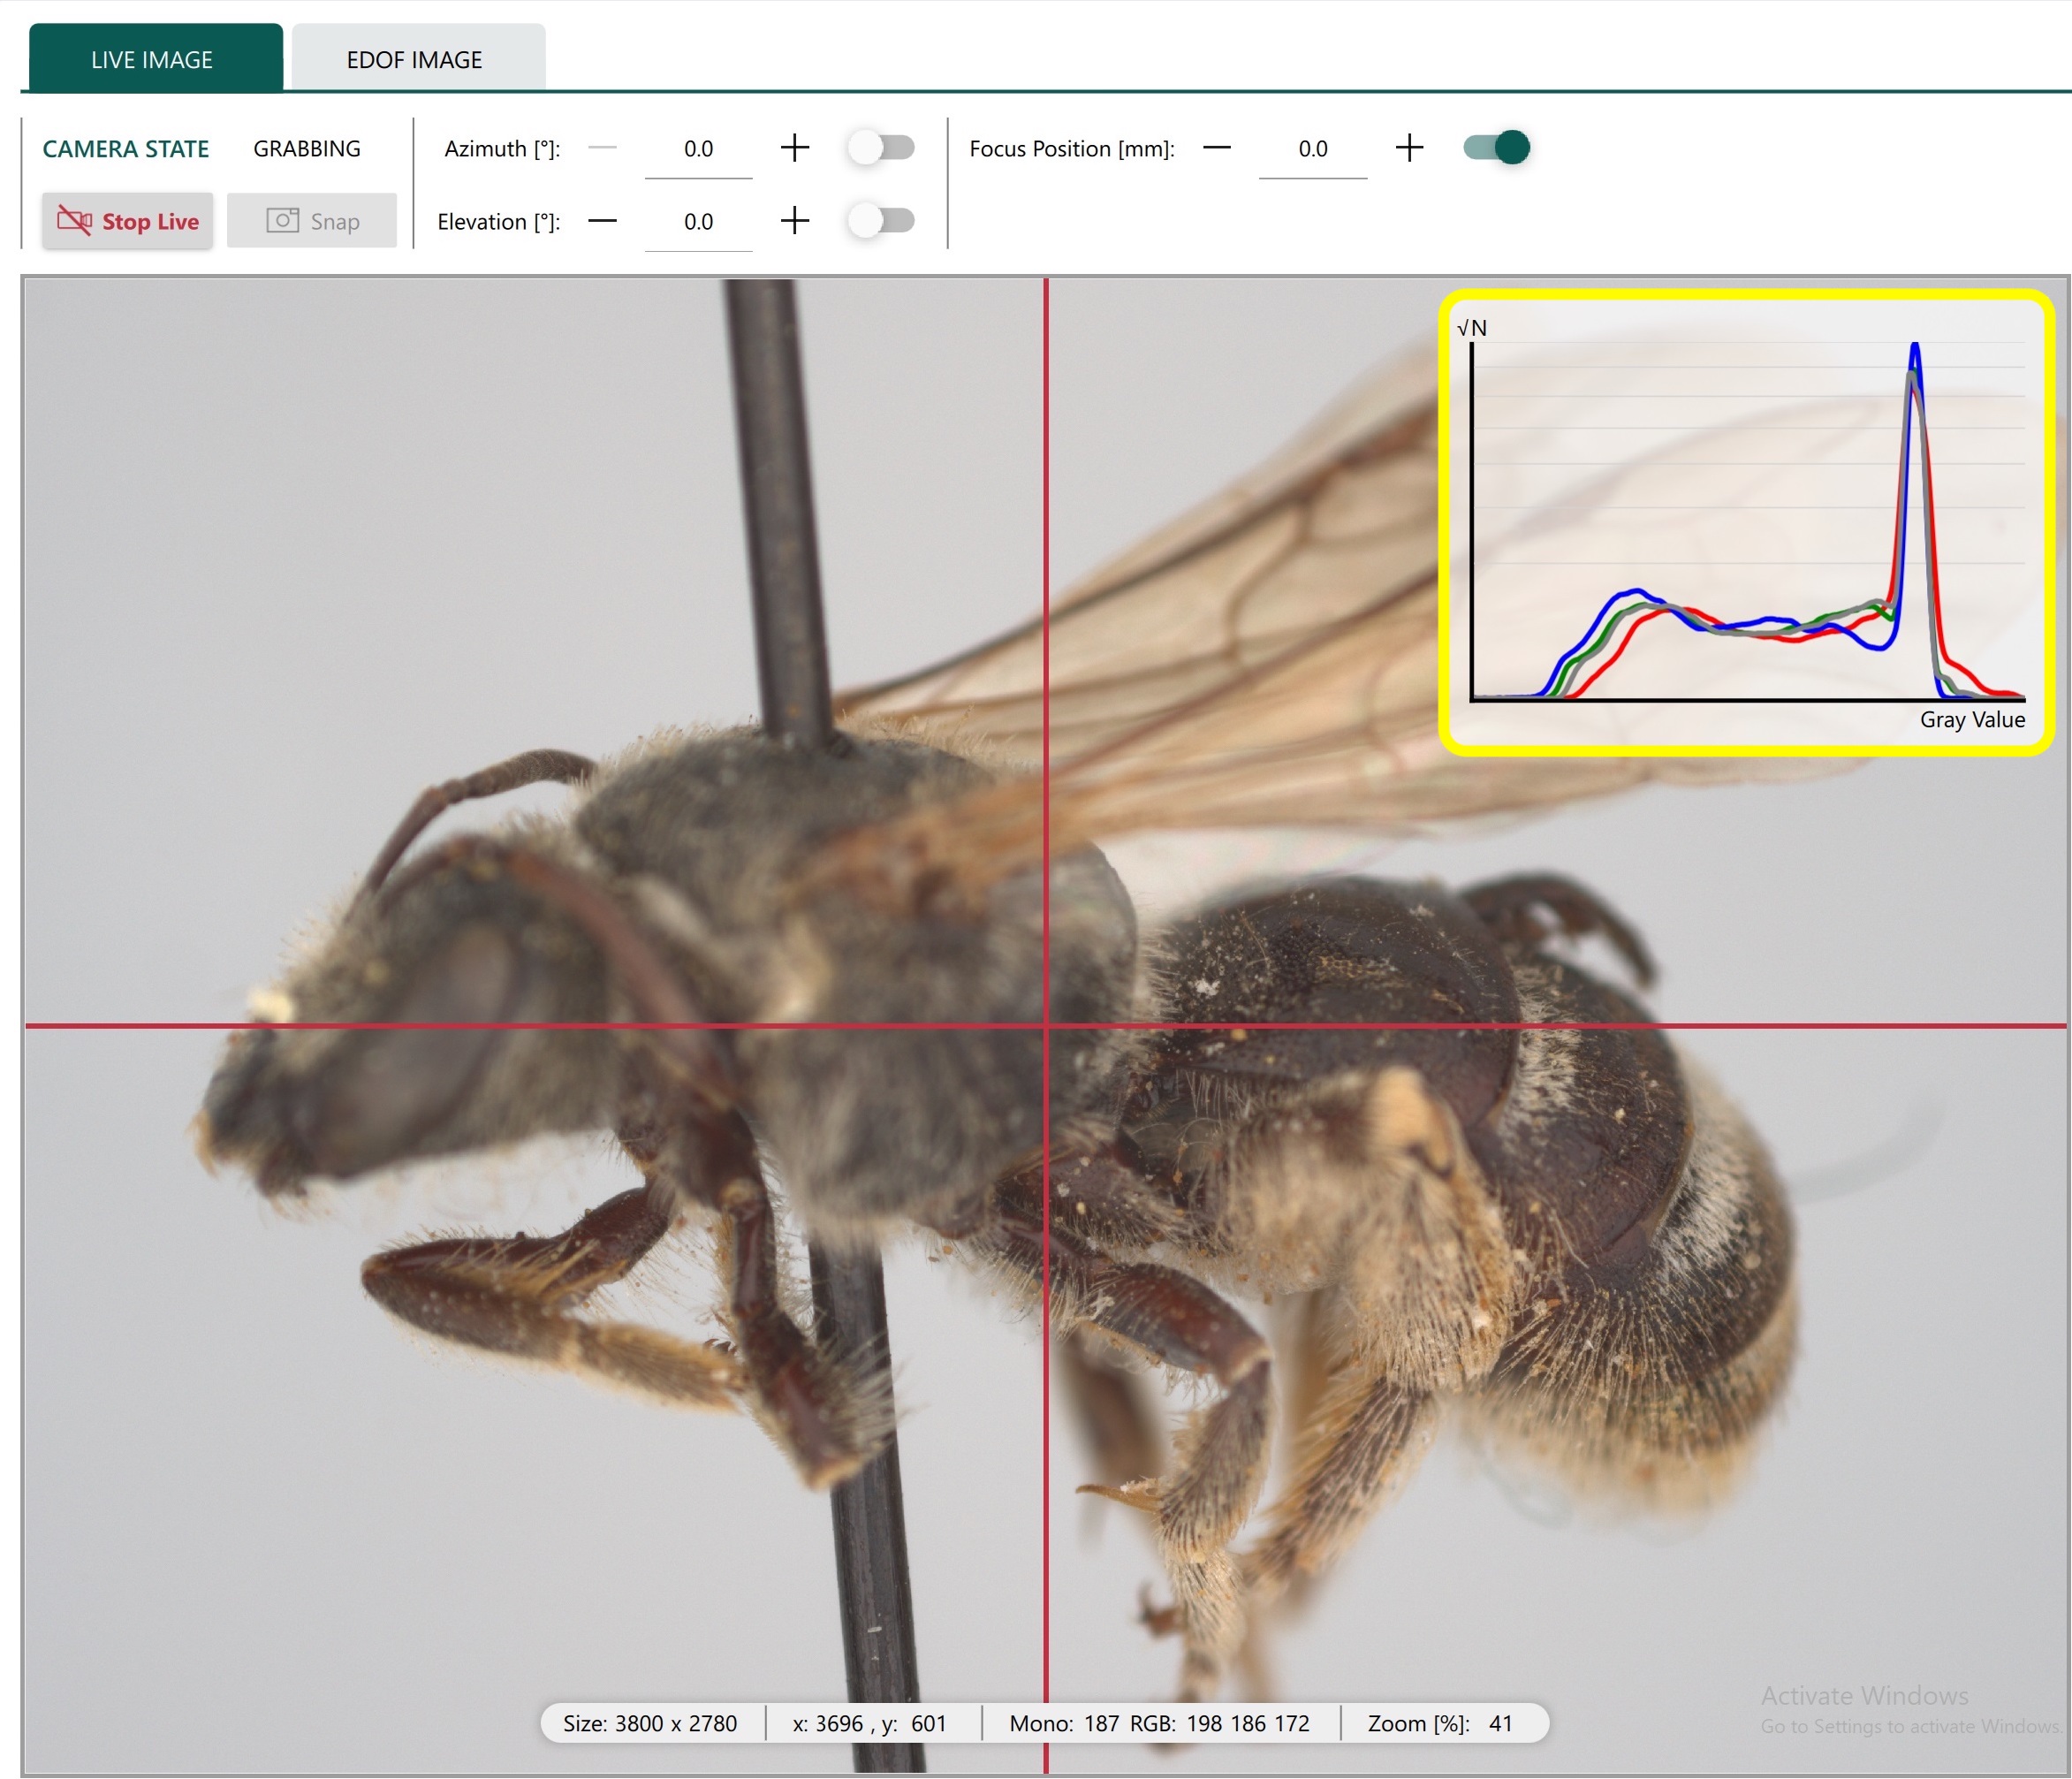 LIVE IMAGE EDOF IMAGE
CAMERA STATE GRABBING Azimuth [°]: 0.0 Focus Position [mm]: 0.0
Stop Live Snap Elevation [°]: 0.0
√N
Gray Value
Activate Windows
Go to Settings to activate Windows.
Size: 3800 x 2780 x: 3696 , y: 601 Mono: 187 RGB: 198 186 172 Zoom [%]: 41